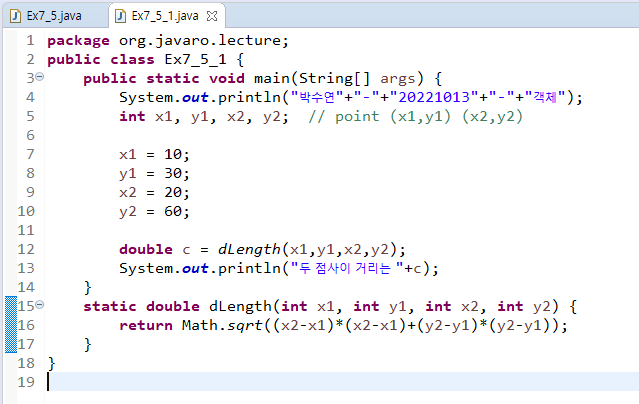 Ex7_5.java Ex7_5_1.java
1 package org.javaro.lecture;
2 public class Ex7_5_1 {
3 public static void main(String[] args) {
4 System.out.println("박수연"+"-"+"20221013"+"-"+"객체");
5 int x1, y1, x2, y2;  // point (x1,y1) (x2,y2)
6
7 x1 = 10;
8 y1 = 30;
9 x2 = 20;
10 y2 = 60;
11
12 double c = dLength(x1,y1,x2,y2);
13 System.out.println("두 점사이 거리는 "+c);
14 }
15 static double dLength(int x1, int y1, int x2, int y2) {
16 return Math.sqrt((x2-x1)*(x2-x1)+(y2-y1)*(y2-y1));
17 }
18 }
19